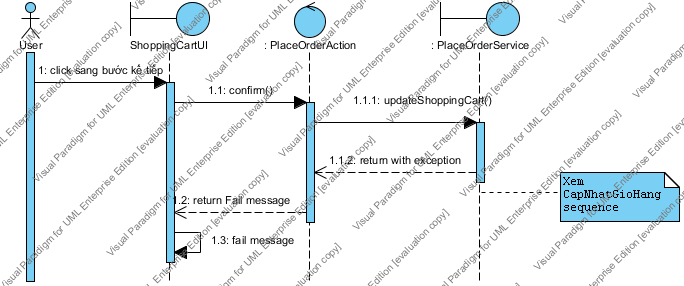 User
ShoppingCartUI
: PlaceOrderAction
: PlaceOrderService
1: click sang bước kế tiếp
1.1: confirm()
1.1.1: updateShoppingCart()
1.1.2: return with exception
Xem
CapNhatGioHang
sequence
1.2: return Fail message
1.3: fail message
Visual Paradigm for UML Enterprise Edition [evaluation copy]